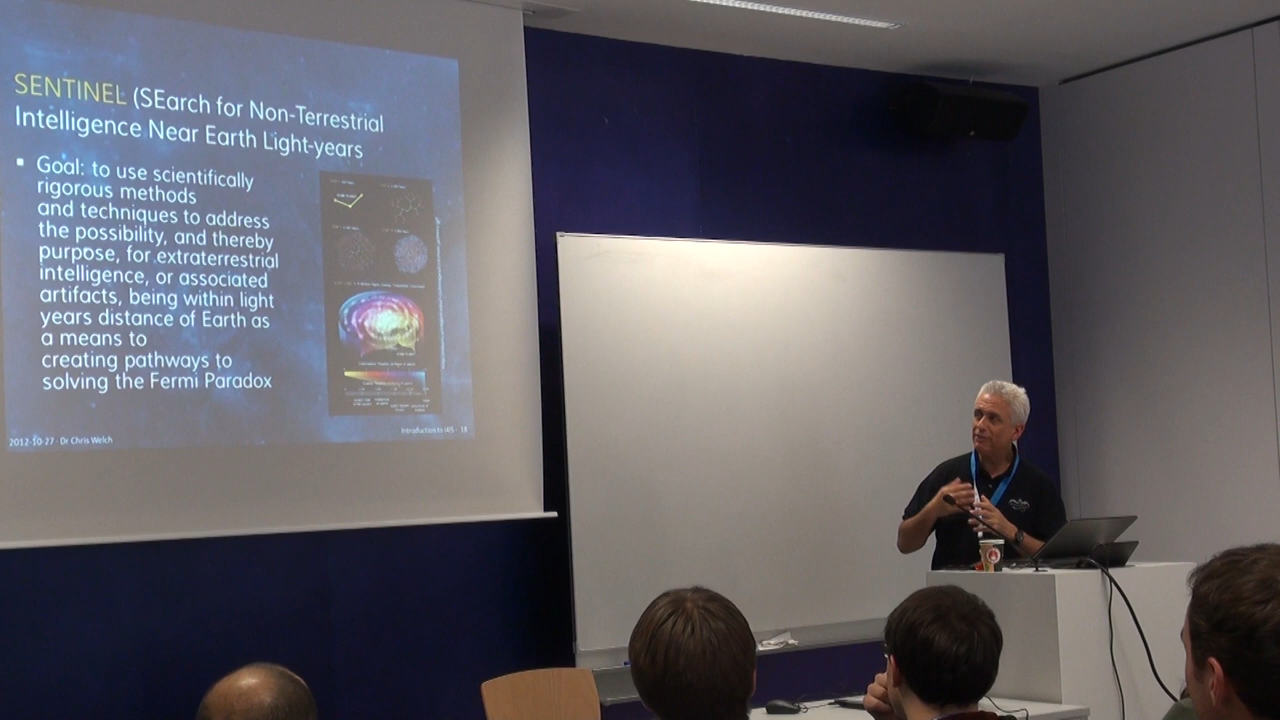 SENTINEL (SEarch for Non-Terrestrial
Intelligence Near Earth Light-years
▪ Goal: to use scientifically
rigorous methods
and techniques to address
the possibility, and thereby
purpose, for extraterrestrial
intelligence, or associated
artifacts, being within light
years distance of Earth as
a means to
creating pathways to
solving the Fermi Paradox
2012-10-27 - Dr Chris Welch
Introduction to I4IS - 18